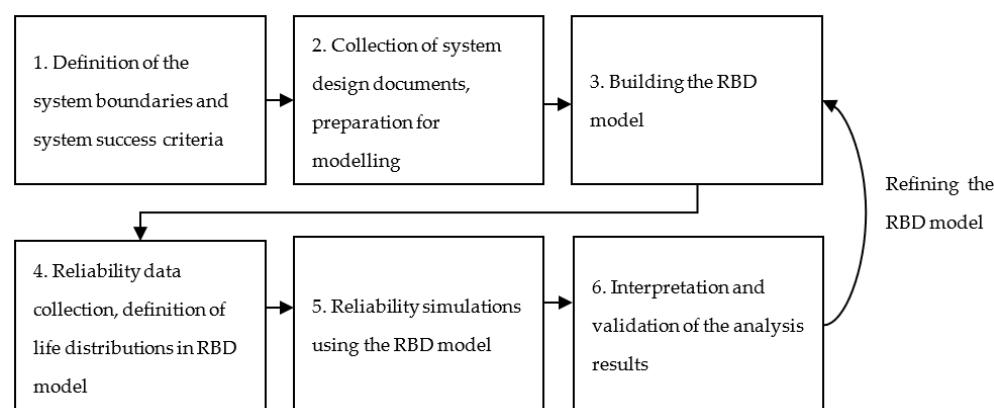 1. Definition of the
system boundaries and
system success criteria
2. Collection of system
design documents,
preparation for
modelling
3. Building the RBD
model
Refining the
RBD model
4. Reliability data
collection, definition of
life distributions in RBD
model
5. Reliability simulations
using the RBD model
6. Interpretation and
validation of the analysis
results